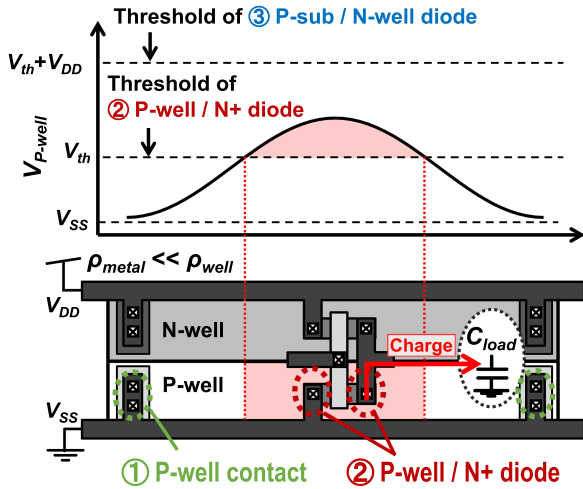 Threshold of ③ P-sub / N-well diode
Vth+VDD
Threshold of
② P-well / N+ diode
VP-well
Vth
VSS
ρmetal << ρwell
VDD
N-well
Charge
Cload
P-well
VSS
① P-well contact
② P-well / N+ diode